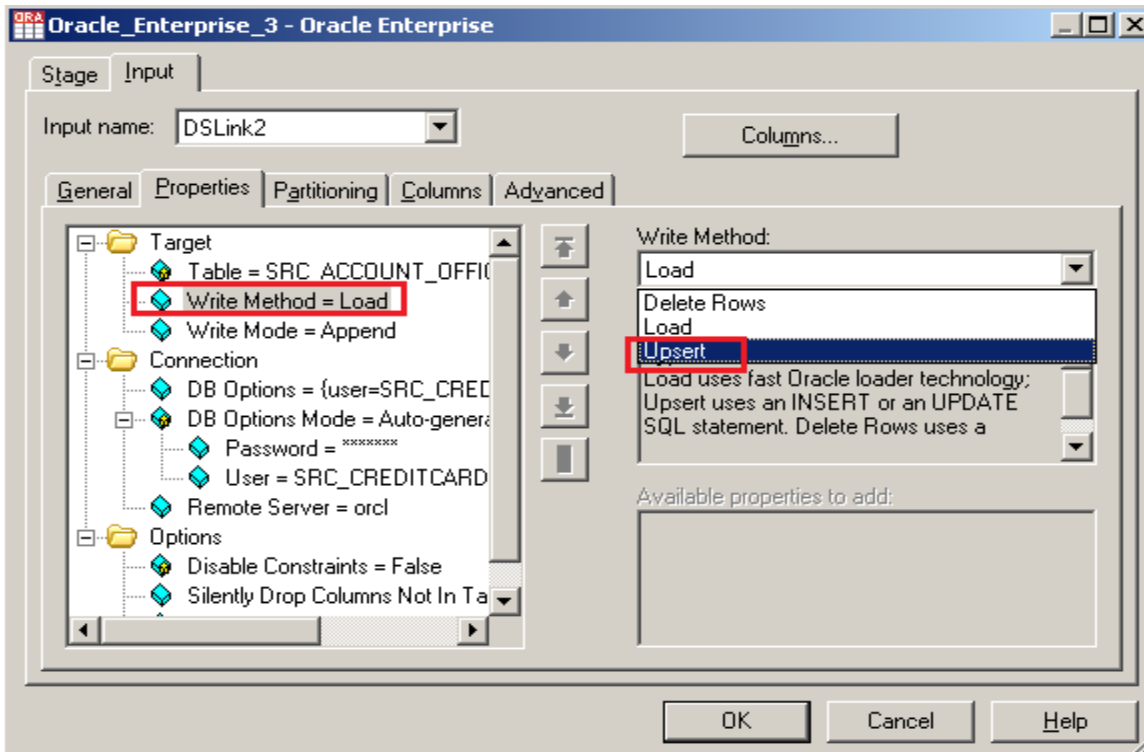 ORA
Oracle_Enterprise_3 - Oracle Enterprise
Stage Input
Input name: DSLink2
Columns...
General Properties Partitioning Columns Advanced
Target
Table = SRC_ACCOUNT_OFFI
Write Method = Load
Write Mode = Append
Connection
DB Options = {user=SRC_CRED
DB Options Mode = Auto-genera
Password = *******
User = SRC_CREDITCARD
Remote Server = orcl
Options
Disable Constraints = False
Silently Drop Columns Not In Ta
Write Method:
Load
Delete Rows
Load
Upsert
Load uses fast Oracle loader technology;
Upsert uses an INSERT or an UPDATE
SQL statement. Delete Rows uses a
Available properties to add:
OK Cancel Help